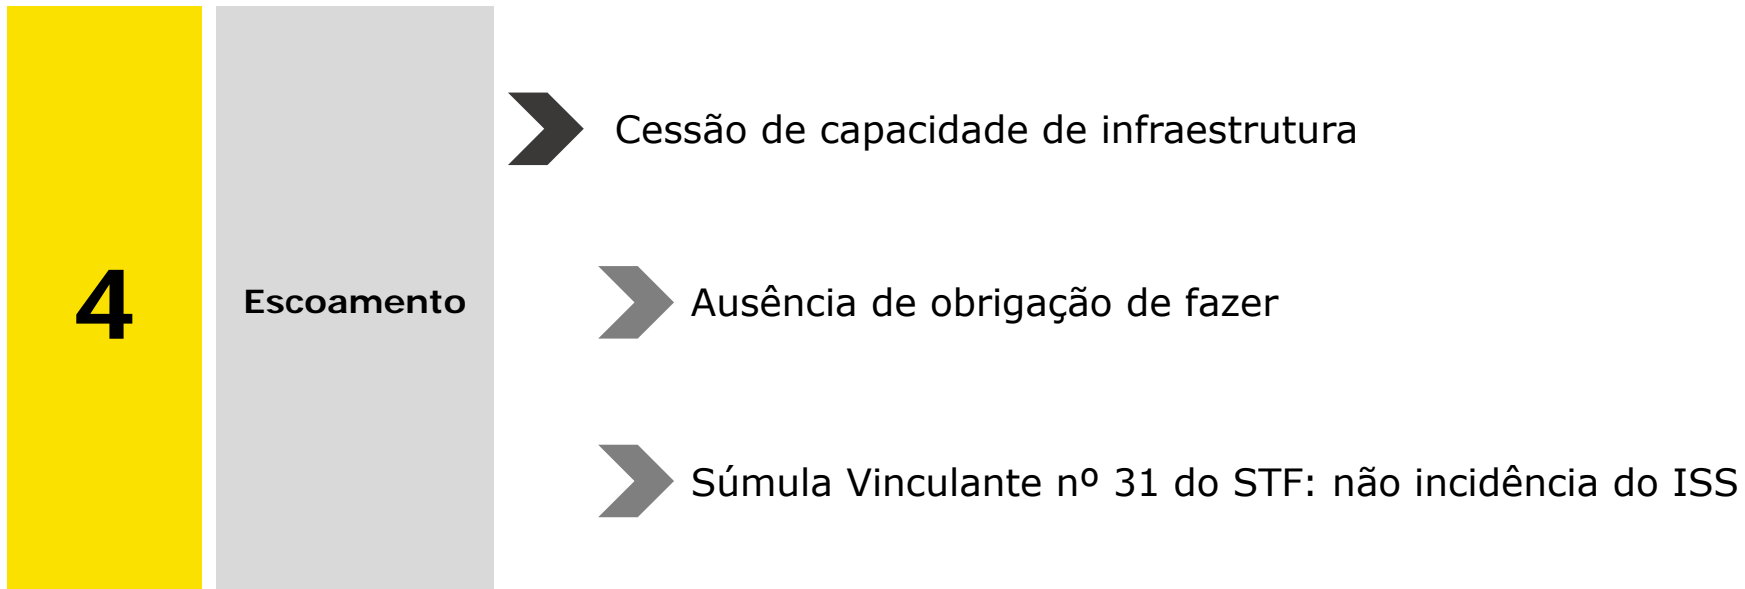 4
Escoamento
Cessão de capacidade de infraestrutura
Ausência de obrigação de fazer
Súmula Vinculante nº 31 do STF: não incidência do ISS